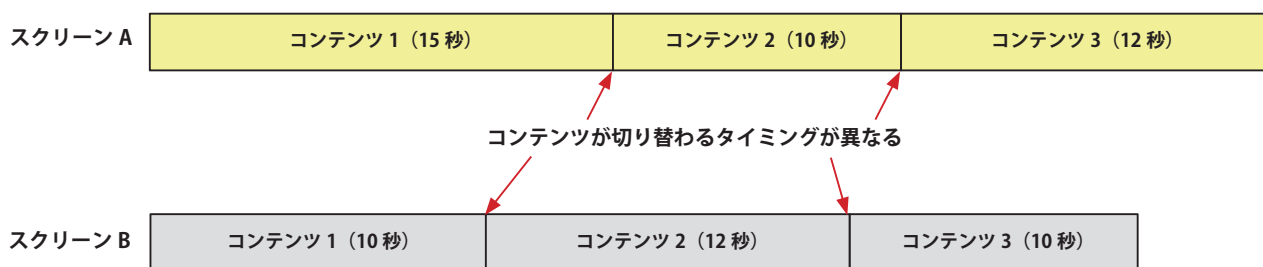 スクリーン A
コンテンツ 1（15 秒）
コンテンツ 2（10 秒）
コンテンツ 3（12 秒）
コンテンツが切り替わるタイミングが異なる
スクリーン B
コンテンツ 1（10 秒）
コンテンツ 2（12 秒）
コンテンツ 3（10 秒）